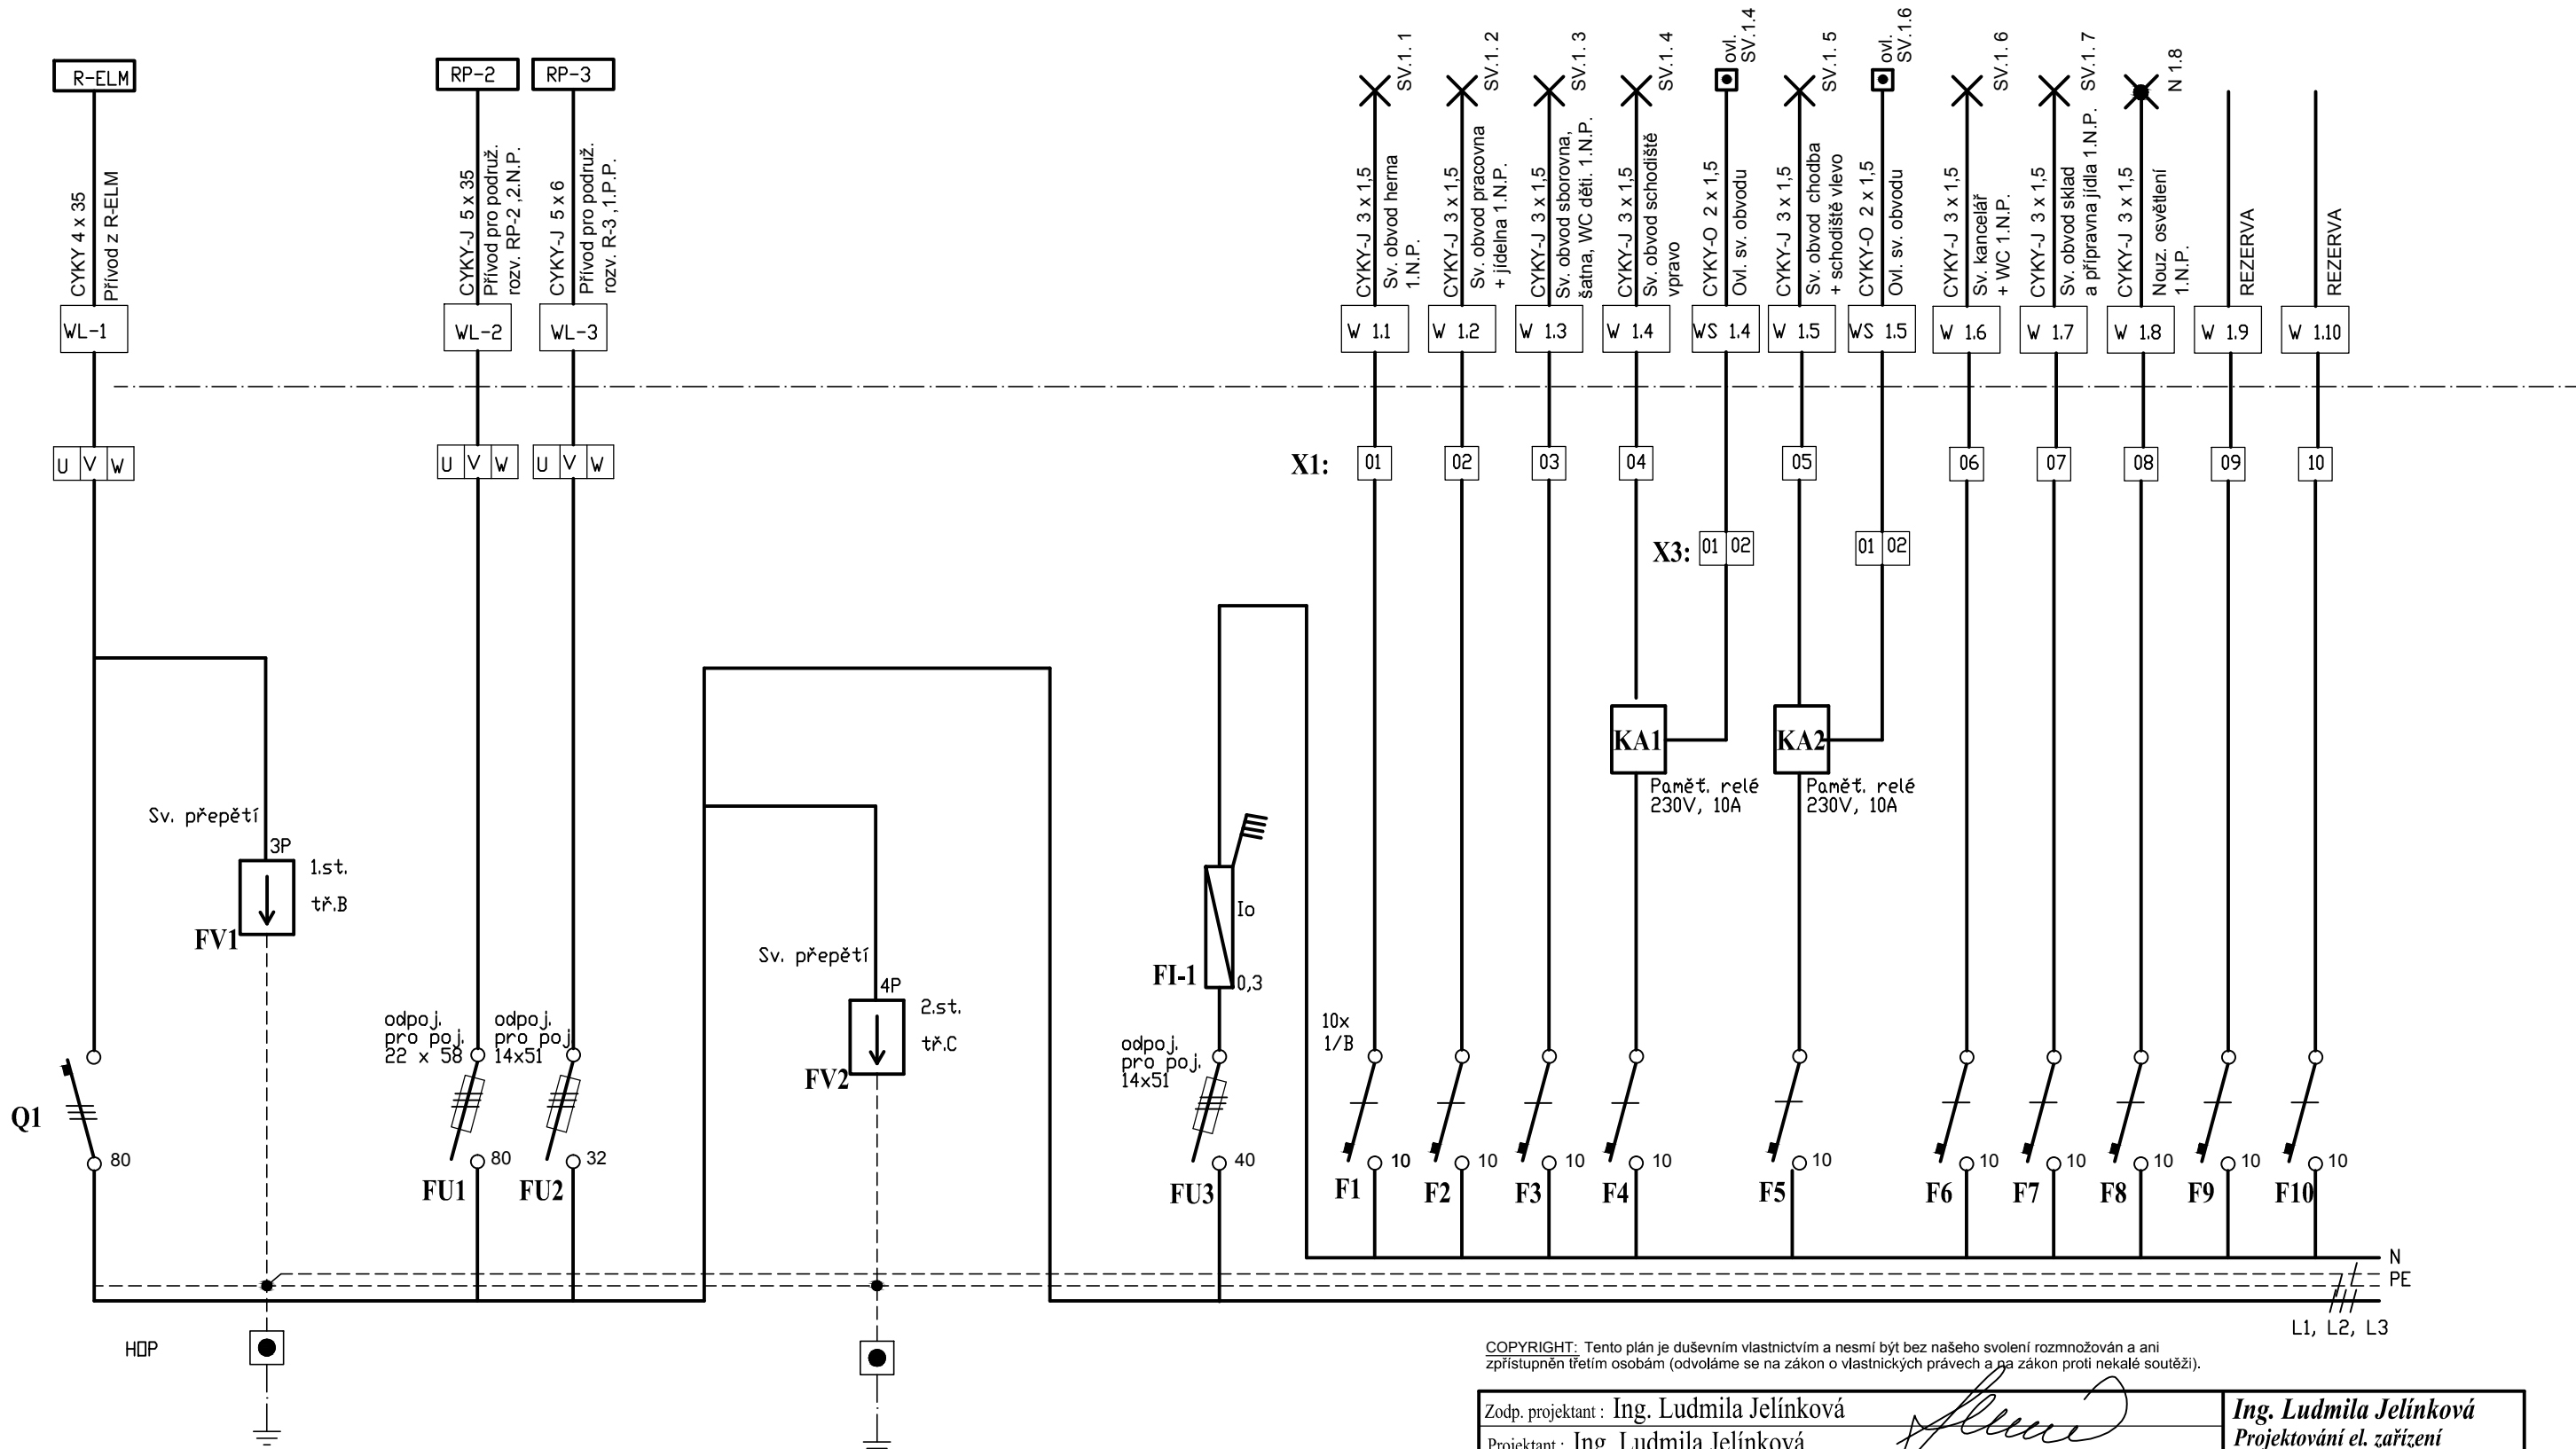 R-ELM
RP-2
RP-3
CYKY 4 x 35
Přívod z R-ELM
CYKY-J 5 x 35
Přívod pro podruž.
rozv. RP-2 ,2.N.P.
CYKY-J 5 x 6
Přívod pro podruž.
rozv. R-3 ,1.P.P.
SV.1. 1
CYKY-J 3 x 1,5
Sv. obvod herna
1.N.P.
SV.1. 2
CYKY-J 3 x 1,5
Sv. obvod pracovna
+ jídelna 1.N.P.
SV.1. 3
CYKY-J 3 x 1,5
Sv. obvod sborovna,
šatna, WC děti. 1.N.P.
SV.1. 4
CYKY-J 3 x 1,5
Sv. obvod schodiště
vpravo
ovl.
SV.1.4
CYKY-O 2 x 1,5
Ovl. sv. obvodu
SV.1. 5
CYKY-J 3 x 1,5
Sv. obvod chodba
+ schodiště vlevo
ovl.
SV.1.6
CYKY-O 2 x 1,5
Ovl. sv. obvodu
SV.1. 6
CYKY-J 3 x 1,5
Sv. kancelář
+ WC 1.N.P.
SV.1. 7
CYKY-J 3 x 1,5
Sv. obvod sklad
a přípravna jídla 1.N.P.
N 1.8
CYKY-J 3 x 1,5
Nouz. osvětlení
1.N.P.
REZERVA
REZERVA
WL-1
WL-2
WL-3
W 1.1
W 1.2
W 1.3
W 1.4
WS 1.4
W 1.5
WS 1.5
W 1.6
W 1.7
W 1.8
W 1.9
W 1.10
U V W
U V W
U V W
X1:
01
02
03
04
05
06
07
08
09
10
X3:
01 02
01 02
KA1
Paměť. relé
230V, 10A
KA2
Paměť. relé
230V, 10A
Sv. přepětí
3P
1.st.
tř.B
FV1
Sv. přepětí
4P
2.st.
tř.C
FV2
Io
FI-1
0,3
odpoj.
pro poj.
22 x 58
odpoj.
pro poj.
14x51
odpoj.
pro poj.
14x51
10x
1/B
Q1
80
FU1
80
FU2
32
FU3
40
F1
10
F2
10
F3
10
F4
10
F5
10
F6
10
F7
10
F8
10
F9
10
F10
10
N
PE
L1, L2, L3
HOP
COPYRIGHT: Tento plán je duševním vlastnictvím a nesmí být bez našeho svolení rozmnožován a ani
zpřístupněn třetím osobám (odvoláme se na zákon o vlastnických právech a na zákon proti nekalé soutěži).
Zodp. projektant : Ing. Ludmila Jelínková
Projektant : Ing. Ludmila Jelínková
Ing. Ludmila Jelínková
Projektování el. zařízení